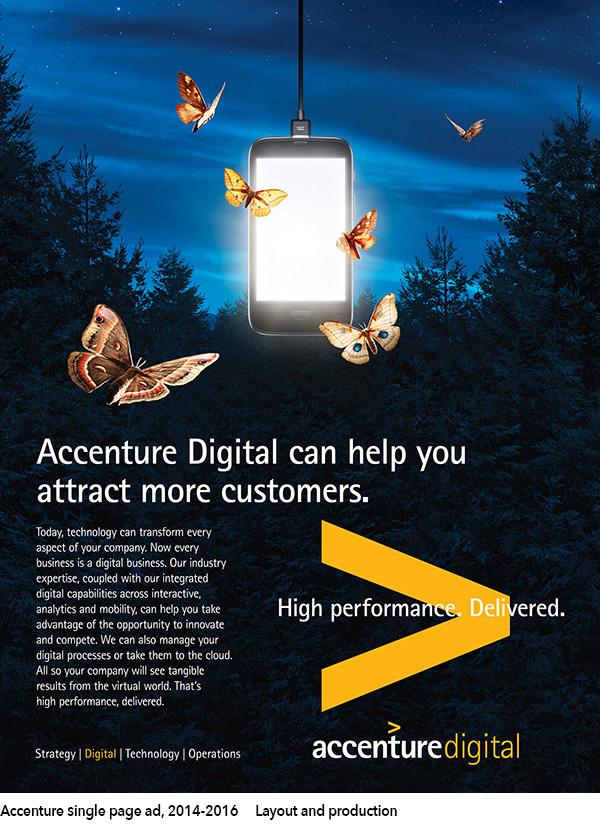 Accenture Digital can help you
attract more customers.
Today, technology can transform every
aspect of your company. Now every
business is a digital business. Our industry
expertise, coupled with our integrated
digital capabilities across interactive,
analytics and mobility, can help you take
advantage of the opportunity to innovate
and compete. We can also manage your
digital processes or take them to the cloud.
All so your company will see tangible
results from the virtual world. That's
high performance, delivered.
High performance. Delivered.
Strategy | Digital | Technology | Operations
accenturedigital
Accenture single page ad, 2014-2016 Layout and production